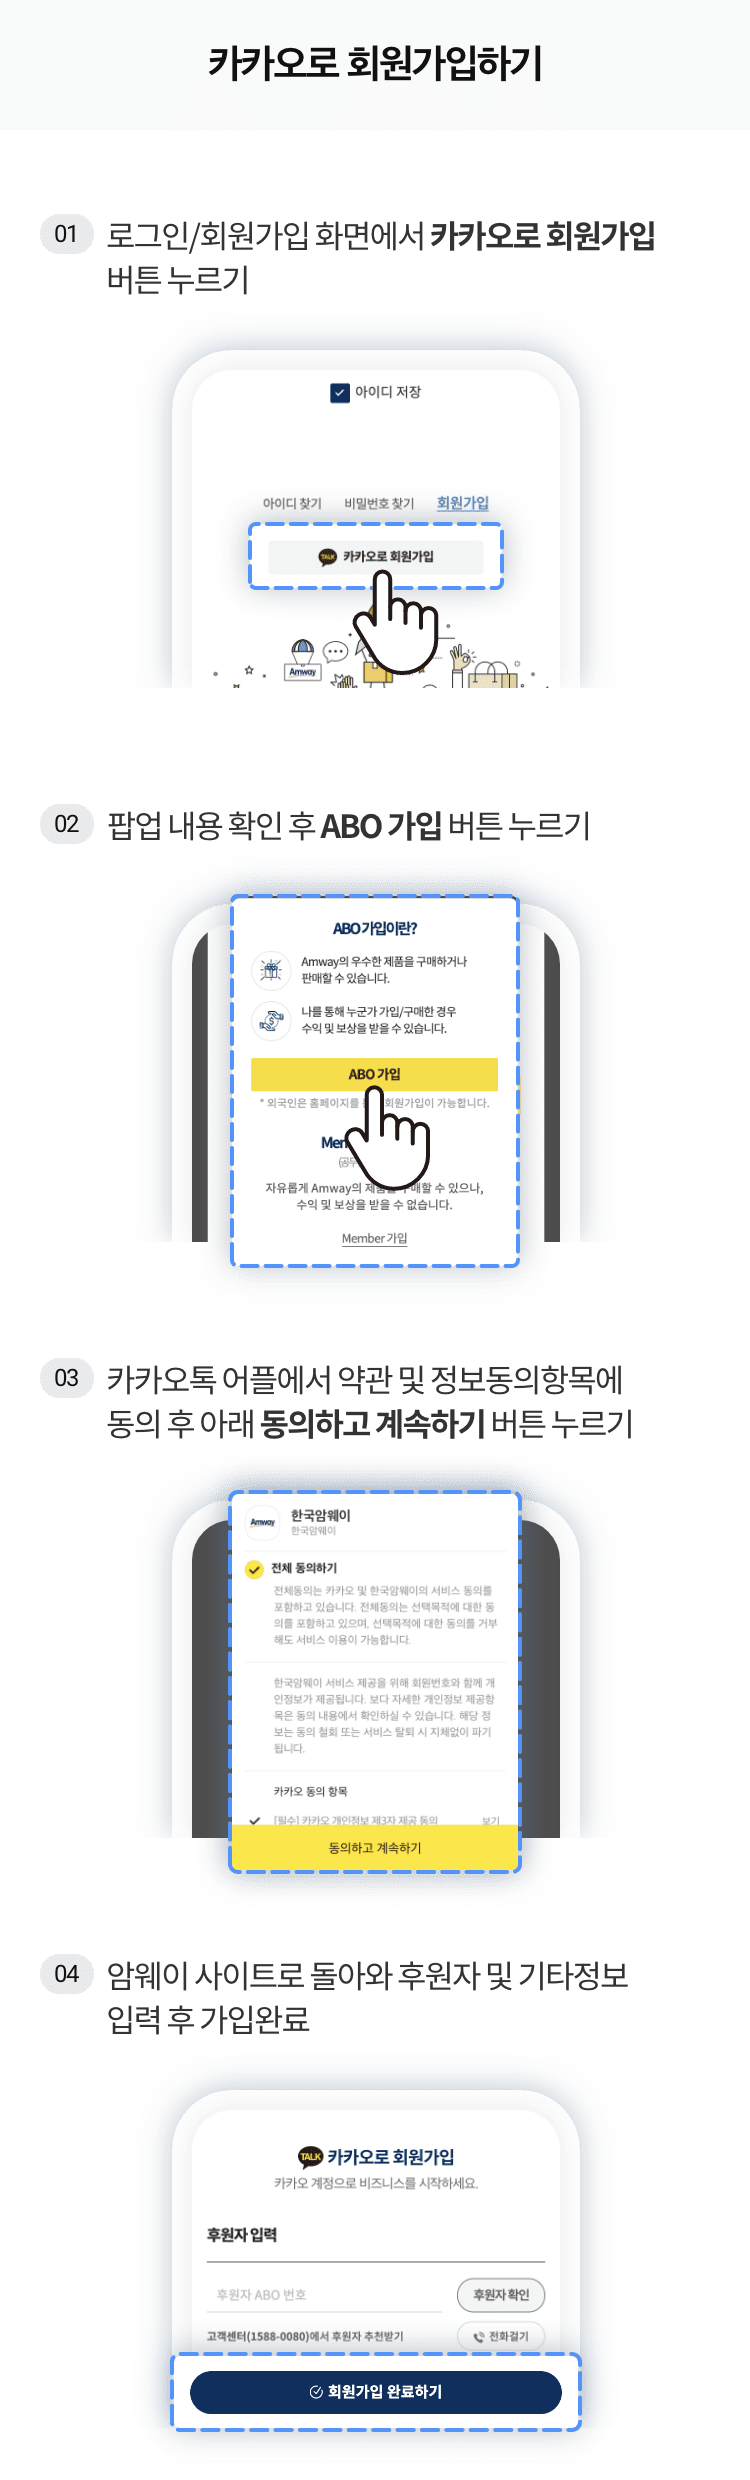 카카오로 회원가입하기
01
로그인/회원가입 화면에서 카카오로 회원가입
버튼 누르기
아이디 저장
아이디 찾기 비밀번호 찾기 회원가입
TALK 카카오로 회원가입
Amway
02
팝업 내용 확인 후 ABO 가입 버튼 누르기
ABO 가입이란?
Amway의 우수한 제품을 구매하거나
판매할 수 있습니다.
나를 통해 누군가 가입/구매한 경우
수익 및 보상을 받을 수 있습니다.
ABO 가입
* 외국인은 홈페이지를 회원가입이 가능합니다.
자유롭게 Amway의 매할 수 있으나,
수익 및 보상을 받을 수 없습니다.
Member 가입
03
카카오톡 어플에서 약관 및 정보동의항목에
동의 후 아래 동의하고 계속하기 버튼 누르기
Amway
한국암웨이
한국암웨이
전체 동의하기
전체동의는 카카오 및 한국암웨이의 서비스 동의를
포함하고 있습니다. 전체동의는 선택목적에 대한 동
의를 포함하고 있으며, 선택목적에 대한 동의를 거부
해도 서비스 이용이 가능합니다.
한국암웨이 서비스 제공을 위해 회원번호와 함께 개
인정보가 제공됩니다. 보다 자세한 개인정보 제공항
목은 동의 내용에서 확인하실 수 있습니다. 해당 정
보는 동의 철회 또는 서비스 탈퇴 시 지체없이 파기
됩니다.
카카오 동의 항목
[필수] 카카오 개인정보 제3자 제공 동의 보기
동의하고 계속하기
04
암웨이 사이트로 돌아와 후원자 및 기타정보
입력 후 가입완료
TALK 카카오로 회원가입
카카오 계정으로 비즈니스를 시작하세요.
후원자 입력
후원자 ABO 번호 후원자 확인
고객센터(1588-0080)에서 후원자 추천받기 전화걸기
회원가입 완료하기